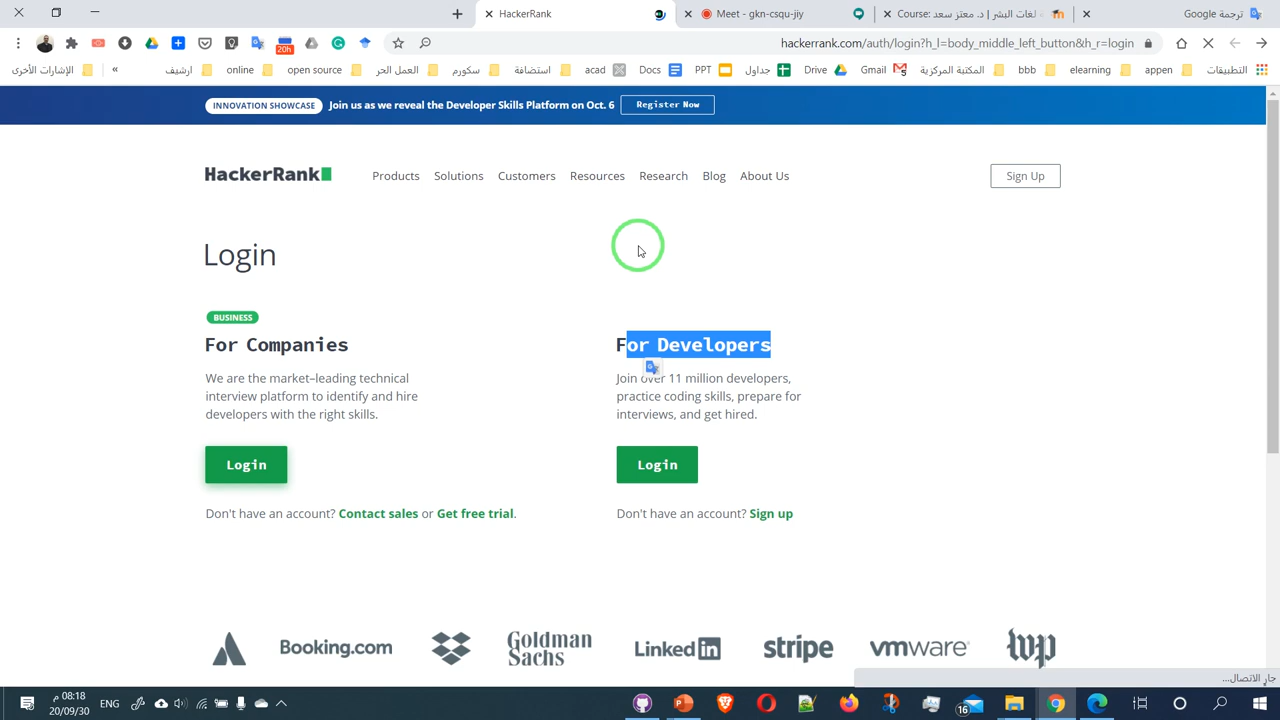 HackerRank
Meet - gkn-csqu-jiy
Course: لغات البشر | د. معتز سعد
ترجمة Google
20h
hackerrank.com/auth/login?h_l=body_middle_left_button&h_r=login
الإشارات الأخرى
»
ارشيف
online
open source
العمل الحر
سكورم
استضافة
acad
Docs
PPT
جداول
Drive
Gmail
المكتبة المركزية
bbb
elearning
appen
التطبيقات
INNOVATION SHOWCASE Join us as we reveal the Developer Skills Platform on Oct. 6 Register Now
HackerRank Products Solutions Customers Resources Research Blog About Us Sign Up
Login
BUSINESS
For Companies
We are the market–leading technical
interview platform to identify and hire
developers with the right skills.
Login
Don't have an account? Contact sales or Get free trial.
For Developers
Join over 11 million developers,
practice coding skills, prepare for
interviews, and get hired.
Login
Don't have an account? Sign up
Booking.com
Goldman
Sachs
Linked in
stripe
vmware
wp
جارٍ الاتصال...
08:18 م
20/09/30
ENG
16